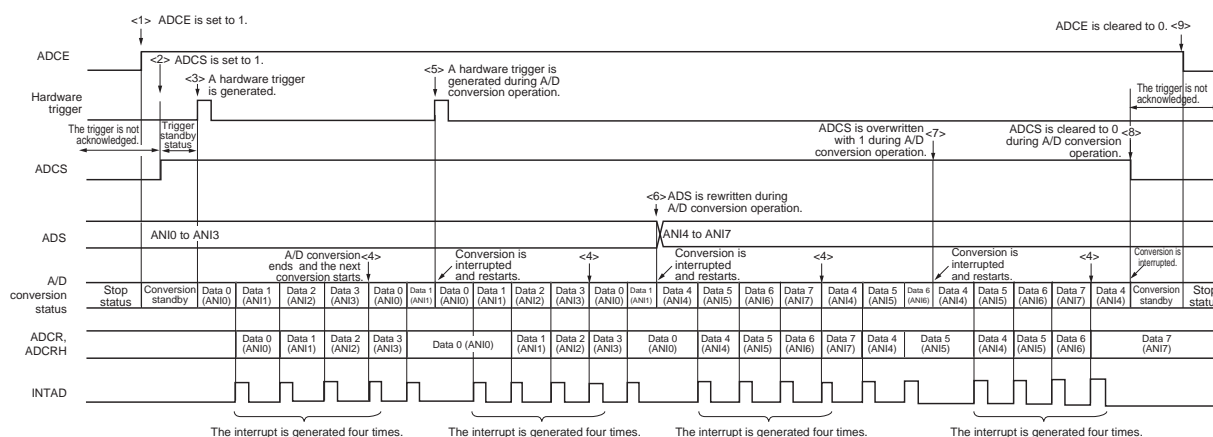 <1> ADCE is set to 1.
ADCE is cleared to 0. <9>
ADCE
<2> ADCS is set to 1.
<3> A hardware trigger
is generated.
<5> A hardware trigger is
generated during A/D
conversion operation.
Hardware
trigger
The trigger is not
acknowledged.
Trigger
standby
status
The trigger is not
acknowledged.
ADCS is overwritten
with 1 during A/D
conversion operation.
<7>
ADCS is cleared to 0
during A/D conversion
operation.
<8>
ADCS
<6> ADS is rewritten during
A/D conversion operation.
ADS
ANI0 to ANI3
ANI4 to ANI7
A/D conversion
ends and the next
conversion starts.
<4>
Conversion is
interrupted
and restarts.
<4>
Conversion is
interrupted
and restarts.
<4>
Conversion is
interrupted
and restarts.
<4>
Conversion is
interrupted.
A/D
conversion
status
Stop
status
Conversion
standby
Data 0
(ANI0)
Data 1
(ANI1)
Data 2
(ANI2)
Data 3
(ANI3)
Data 0
(ANI0)
Data 1
(ANI1)
Data 0
(ANI0)
Data 1
(ANI1)
Data 2
(ANI2)
Data 3
(ANI3)
Data 0
(ANI0)
Data 1
(ANI1)
Data 4
(ANI4)
Data 5
(ANI5)
Data 6
(ANI6)
Data 7
(ANI7)
Data 4
(ANI4)
Data 5
(ANI5)
Data 6
(ANI6)
Data 4
(ANI4)
Data 5
(ANI5)
Data 6
(ANI6)
Data 7
(ANI7)
Data 4
(ANI4)
Conversion
standby
Stop
status
ADCR,
ADCRH
Data 0
(ANI0)
Data 1
(ANI1)
Data 2
(ANI2)
Data 3
(ANI3)
Data 0 (ANI0)
Data 1
(ANI1)
Data 2
(ANI2)
Data 3
(ANI3)
Data 0
(ANI0)
Data 4
(ANI4)
Data 5
(ANI5)
Data 6
(ANI6)
Data 7
(ANI7)
Data 4
(ANI4)
Data 5
(ANI5)
Data 4
(ANI4)
Data 5
(ANI5)
Data 6
(ANI6)
Data 7
(ANI7)
INTAD
The interrupt is generated four times.
The interrupt is generated four times.
The interrupt is generated four times.
The interrupt is generated four times.